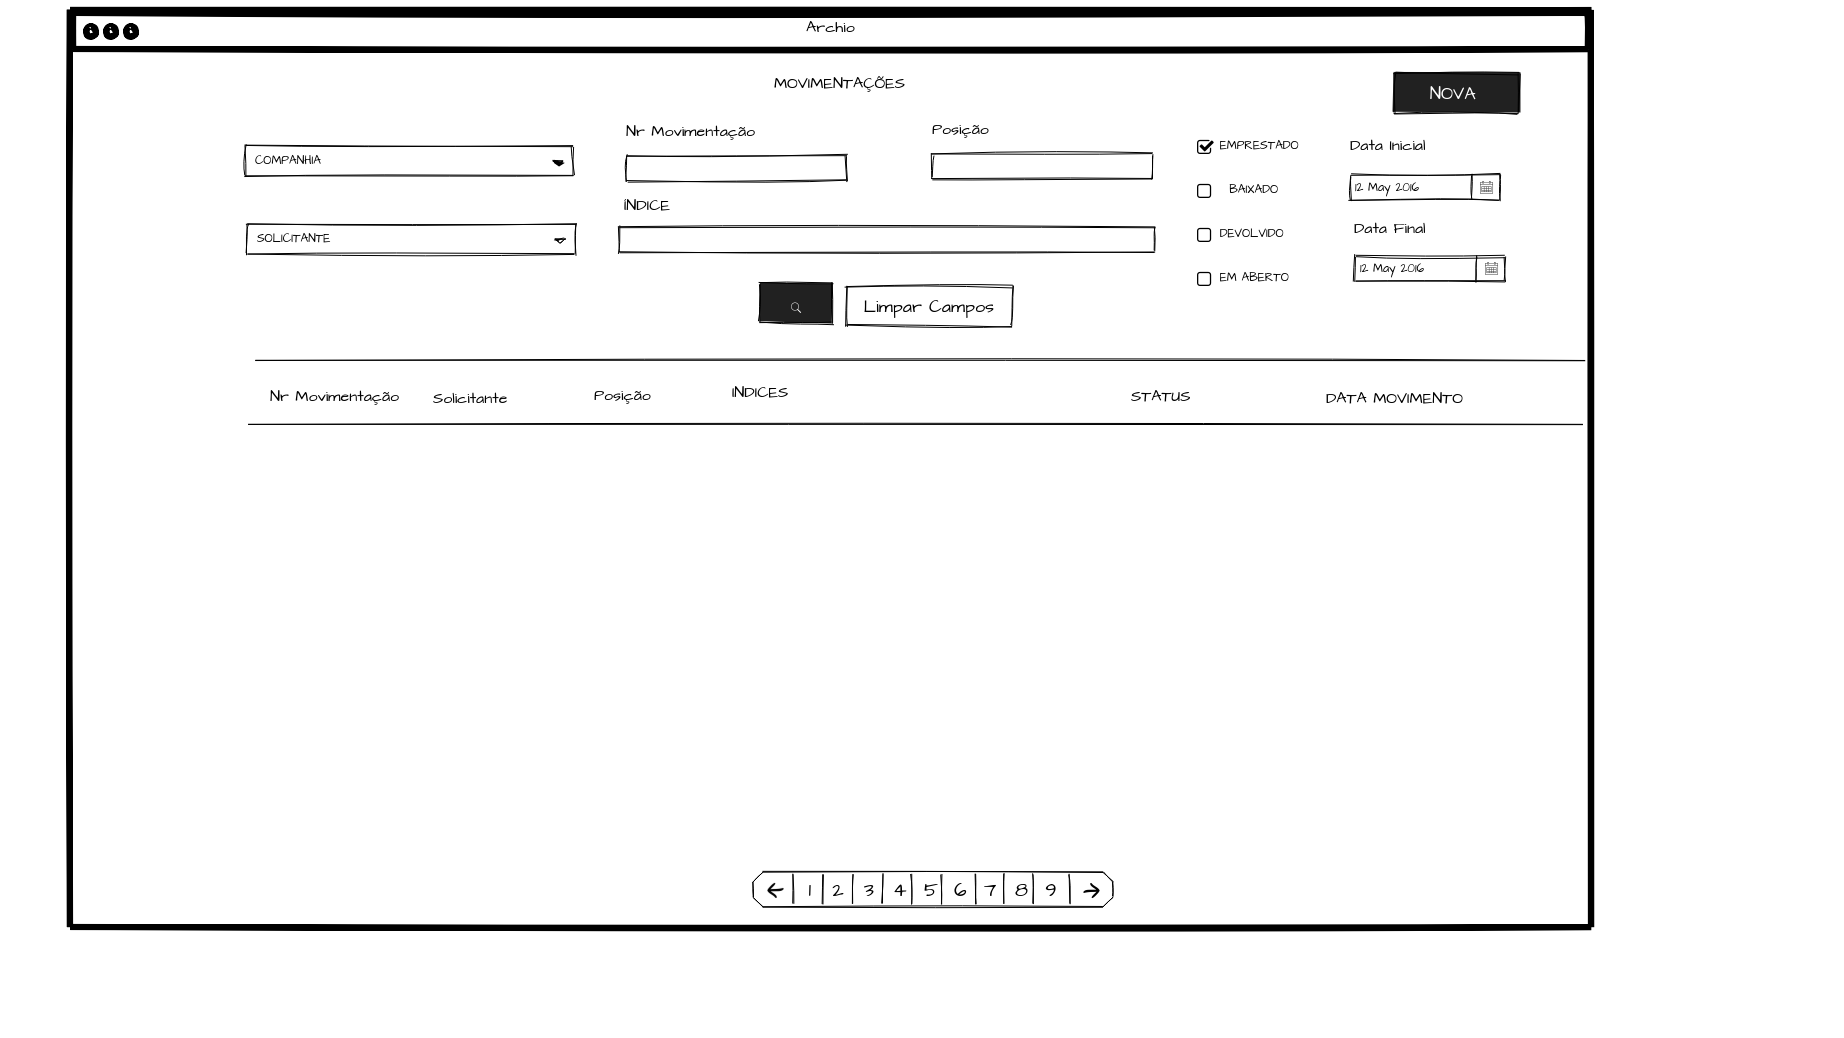 Archio
MOVIMENTAÇÕES
NOVA
COMPANHIA
SOLICITANTE
Nr Movimentação
Posição
ÍNDICE
EMPRESTADO
BAIXADO
DEVOLVIDO
EM ABERTO
Data Inicial
12 May 2016
Data Final
12 May 2016
Limpar Campos
Nr Movimentação Solicitante Posição INDICES STATUS DATA MOVIMENTO
1 2 3 4 5 6 7 8 9